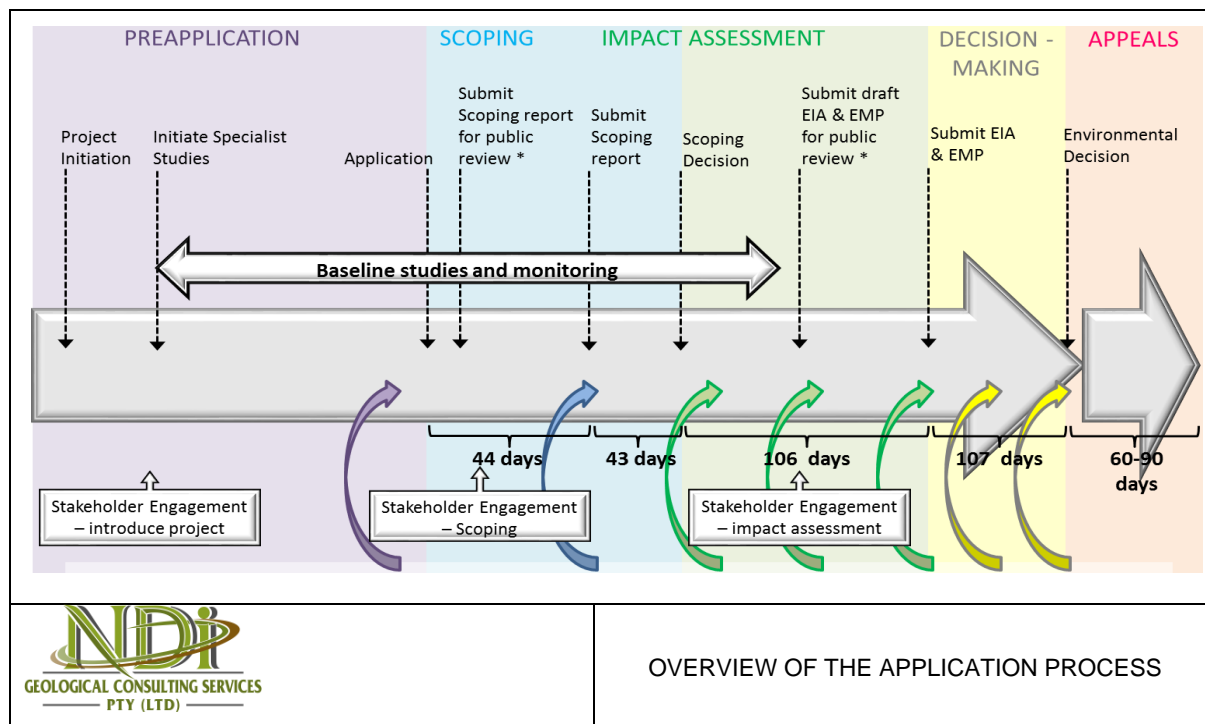 PREAPPLICATION
SCOPING
IMPACT ASSESSMENT
DECISION -
MAKING
APPEALS
Project
Initiation
Initiate Specialist
Studies
Application
Submit
Scoping report
for public
review *
Submit
Scoping
report
Scoping
Decision
Submit draft
EIA & EMP
for public
review *
Submit EIA
& EMP
Environmental
Decision
Baseline studies and monitoring
44 days
43 days
106 days
107 days
60-90
days
Stakeholder Engagement
– introduce project
Stakeholder Engagement
– Scoping
Stakeholder Engagement
– impact assessment
NDi
GEOLOGICAL CONSULTING SERVICES
PTY (LTD)
OVERVIEW OF THE APPLICATION PROCESS